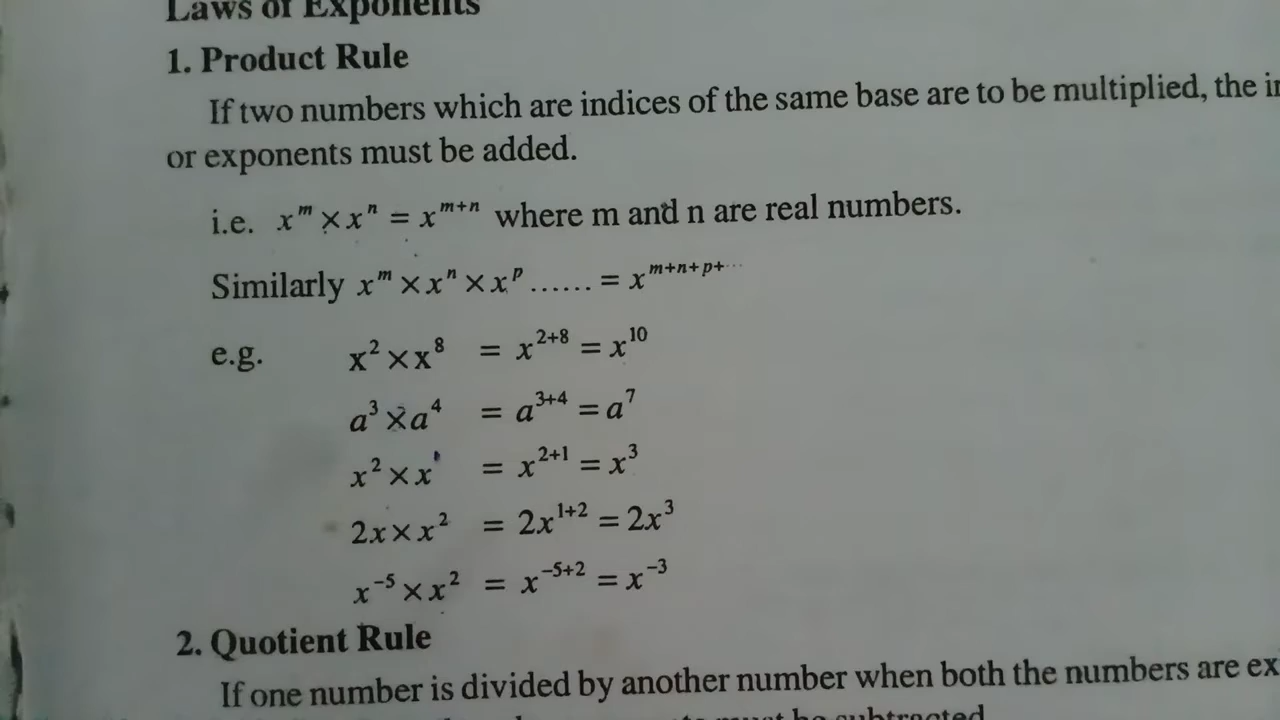 Laws of Exponents
1. Product Rule
If two numbers which are indices of the same base are to be multiplied, the
or exponents must be added.
i.e. xᵐ × xⁿ = xᵐ⁺ⁿ where m and n are real numbers.
Similarly xᵐ × xⁿ × xᵖ ...... = xᵐ⁺ⁿ⁺ᵖ⁺···
e.g. x² × x⁸ = x²⁺⁸ = x¹⁰
a³ × a⁴ = a³⁺⁴ = a⁷
x² × x' = x²⁺¹ = x³
2x × x² = 2x¹⁺² = 2x³
x⁻⁵ × x² = x⁻⁵⁺² = x⁻³
2. Quotient Rule
If one number is divided by another number when both the numbers are
must be subtracted